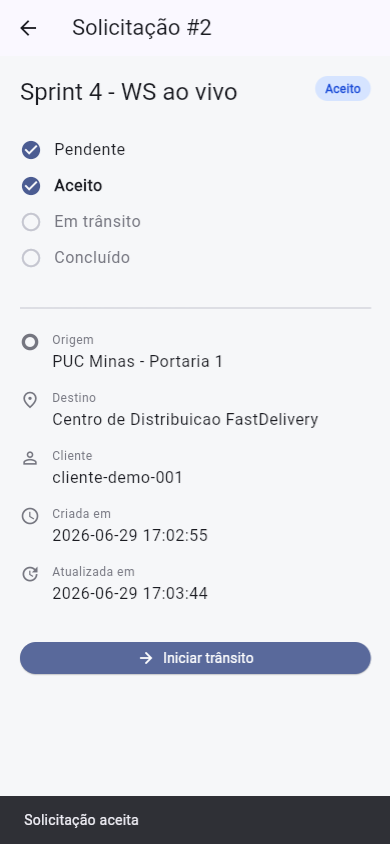 Solicitação #2
Sprint 4 - WS ao vivo
Aceito
Pendente
Aceito
Em trânsito
Concluído
Origem
PUC Minas - Portaria 1
Destino
Centro de Distribuicao FastDelivery
Cliente
cliente-demo-001
Criada em
2026-06-29 17:02:55
Atualizada em
2026-06-29 17:03:44
Iniciar trânsito
Solicitação aceita